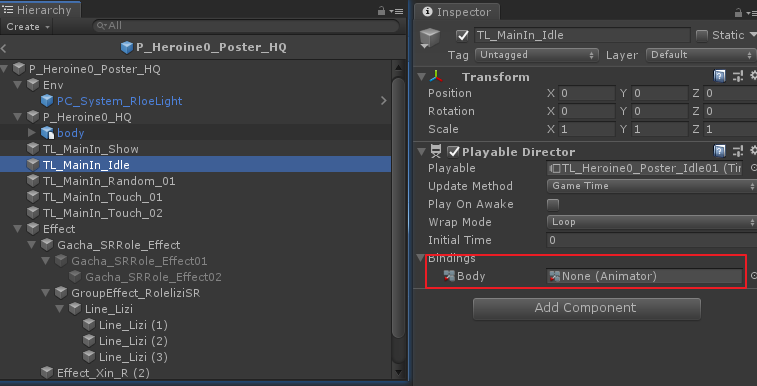 Hierarchy
Create
All
P_Heroine0_Poster_HQ
P_Heroine0_Poster_HQ
Env
PC_System_RloeLight
P_Heroine0_HQ
body
TL_MainIn_Show
TL_MainIn_Idle
TL_MainIn_Random_01
TL_MainIn_Touch_01
TL_MainIn_Touch_02
Effect
Gacha_SRRole_Effect
Gacha_SRRole_Effect01
Gacha_SRRole_Effect02
GroupEffect_RoleliziSR
Line_Lizi
Line_Lizi (1)
Line_Lizi (2)
Line_Lizi (3)
Effect_Xin_R (2)
Inspector
TL_MainIn_Idle Static
Tag Untagged Layer Default
Transform
Position X 0 Y 0 Z 0
Rotation X 0 Y 0 Z 0
Scale X 1 Y 1 Z 1
Playable Director
Playable TL_Heroine0_Poster_Idle01 (Tir
Update Method Game Time
Play On Awake
Wrap Mode Loop
Initial Time 0
Bindings
Body None (Animator)
Add Component